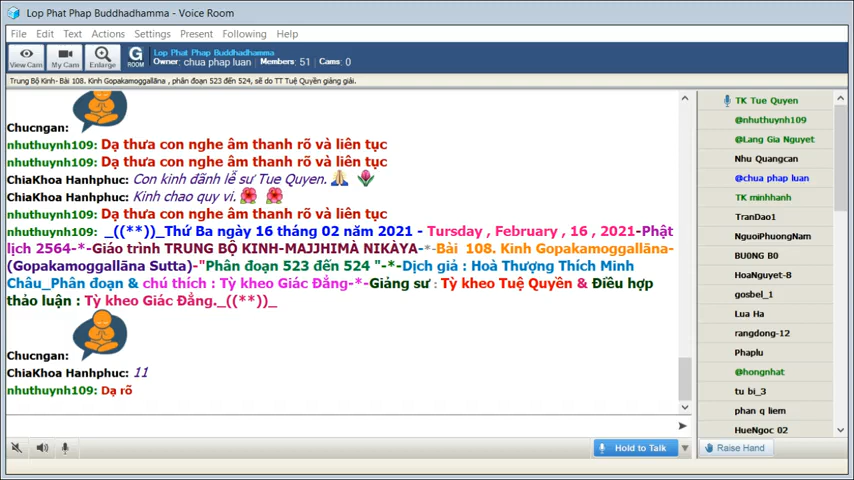 Lop Phat Phap Buddhadhamma - Voice Room
File Edit Text Actions Settings Present Following Help
View Cam My Cam Enlarge G ROOM
Lop Phat Phap Buddhadhamma
Owner: chua phap luan : Members: 51 : Cams: 0
Trung Bộ Kinh- Bài 108. Kinh Gopakamoggallāna , phân đoạn 523 đến 524, sẽ do TT Tuệ Quyền giảng giải.
Chucngan:
nhuthuynh109: Dạ thưa con nghe âm thanh rõ và liên tục
nhuthuynh109: Dạ thưa con nghe âm thanh rõ và liên tục
ChiaKhoa Hanhphuc: Con kinh đãnh lễ sư Tue Quyen.
ChiaKhoa Hanhphuc: Kinh chao quy vi.
nhuthuynh109: Dạ thưa con nghe âm thanh rõ và liên tục
nhuthuynh109: _((**))_Thứ Ba ngày 16 tháng 02 năm 2021 - Tursday , February , 16 , 2021-Phật
lịch 2564-*-Giáo trình TRUNG BỘ KINH-MAJJHIMÀ NIKÀYA-*-Bài 108. Kinh Gopakamoggallāna-
(Gopakamoggallāna Sutta)-"Phân đoạn 523 đến 524 "-*-Dịch giả : Hoà Thượng Thích Minh
Châu_Phân đoạn & chú thích : Tỳ kheo Giác Đẳng-*-Giảng sư : Tỳ kheo Tuệ Quyền & Điều hợp
thảo luận : Tỳ kheo Giác Đẳng._((**))_
Chucngan:
ChiaKhoa Hanhphuc: 11
nhuthuynh109: Dạ rõ
Hold to Talk
TK Tue Quyen
@nhuthuynh109
@Lang Gia Nguyet
Nhu Quangcan
@chua phap luan
TK minhhanh
TranDao1
NguoiPhuongNam
BU0NG B0
HoaNguyet-8
gosbel_1
Lua Ha
rangdong-12
Phaplu
@hongnhat
tu bi_3
phan q liem
HueNgoc 02
Raise Hand